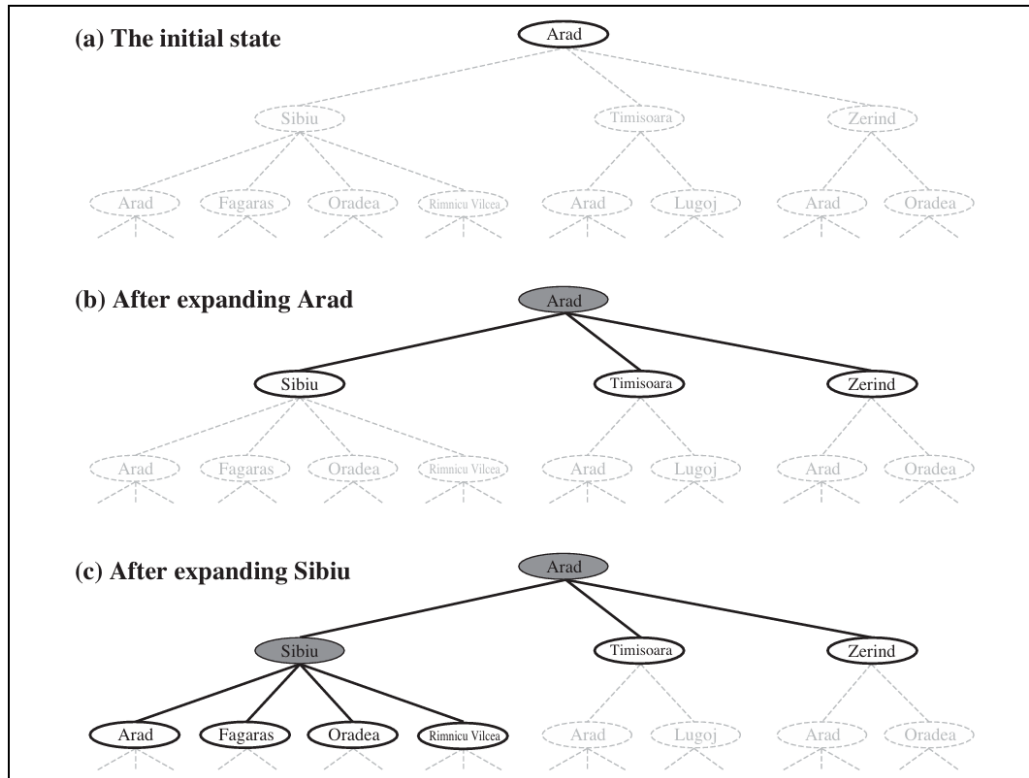 (a) The initial state
Arad
Sibiu
Timisoara
Zerind
Arad
Fagaras
Oradea
Rimnicu Vilcea
Arad
Lugoj
Arad
Oradea
(b) After expanding Arad
Arad
Sibiu
Timisoara
Zerind
Arad
Fagaras
Oradea
Rimnicu Vilcea
Arad
Lugoj
Arad
Oradea
(c) After expanding Sibiu
Arad
Sibiu
Timisoara
Zerind
Arad
Fagaras
Oradea
Rimnicu Vilcea
Arad
Lugoj
Arad
Oradea